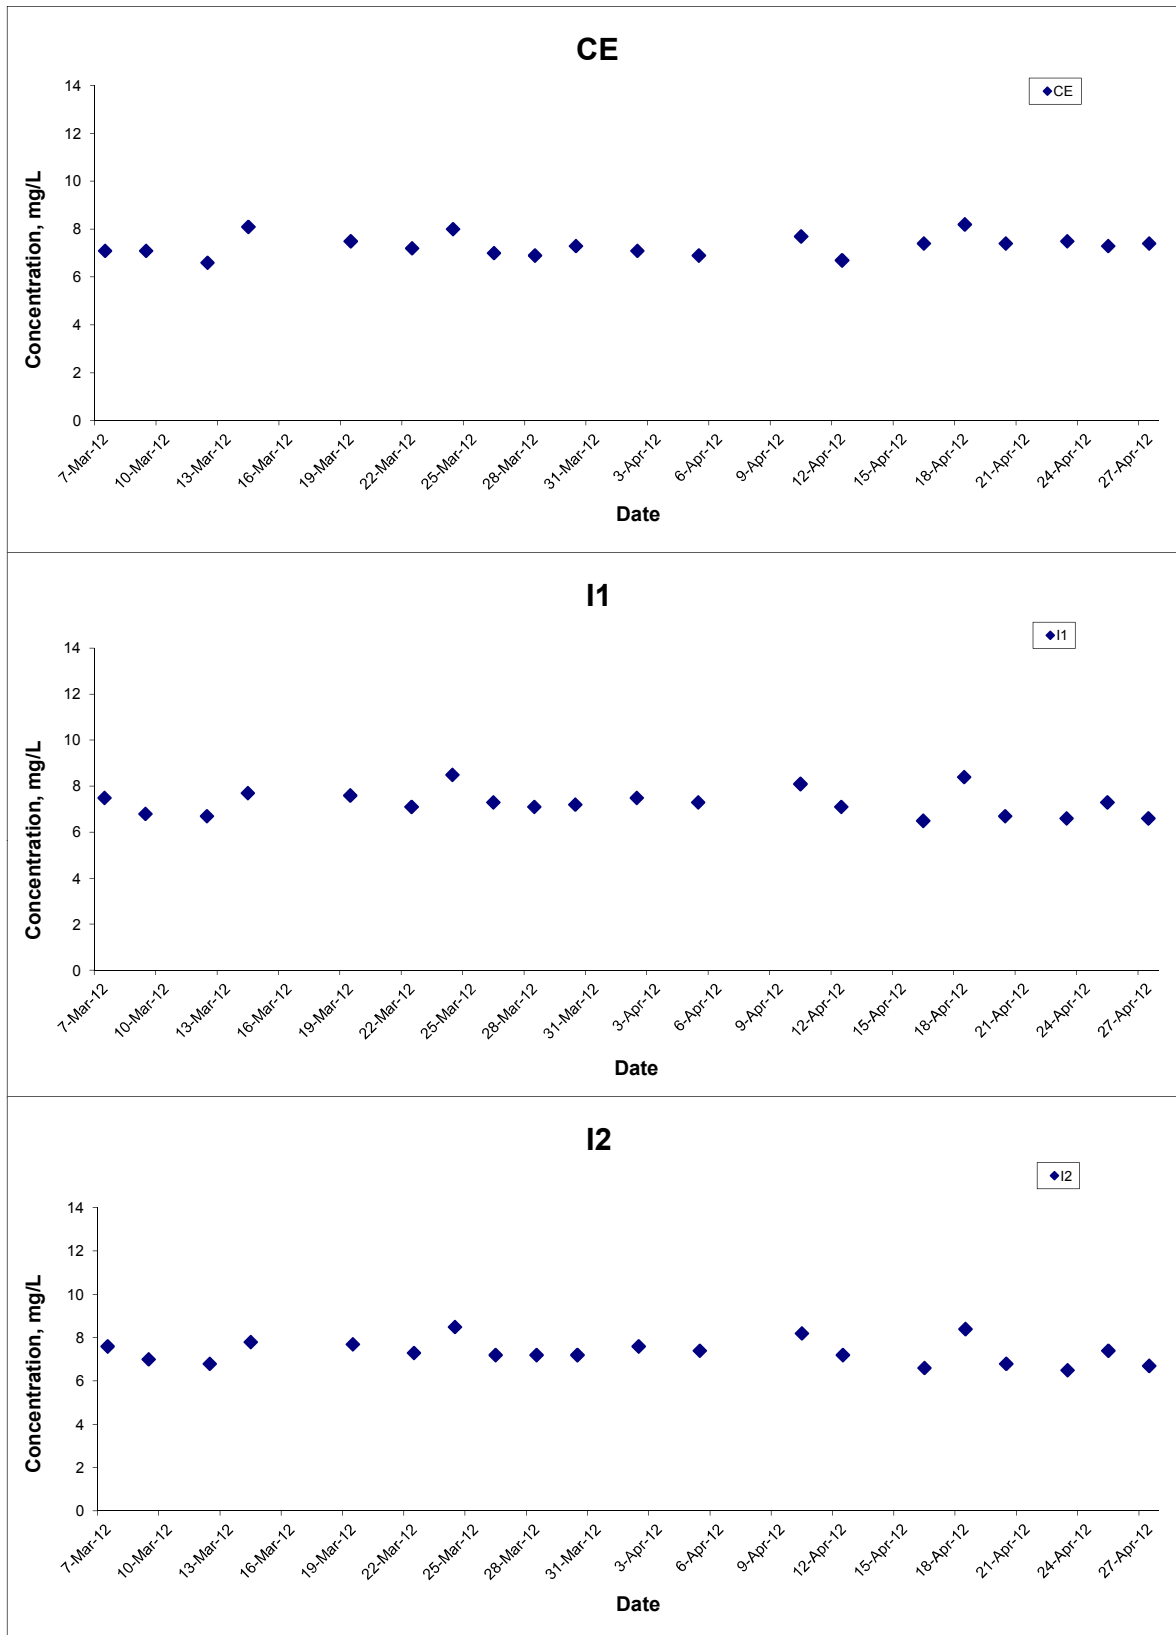 CE
CE
14
12
10
8
6
4
2
0
Concentration, mg/L
7-Mar-12 10-Mar-12 13-Mar-12 16-Mar-12 19-Mar-12 22-Mar-12 25-Mar-12 28-Mar-12 31-Mar-12 3-Apr-12 6-Apr-12 9-Apr-12 12-Apr-12 15-Apr-12 18-Apr-12 21-Apr-12 24-Apr-12 27-Apr-12
Date
I1
I1
14
12
10
8
6
4
2
0
Concentration, mg/L
7-Mar-12 10-Mar-12 13-Mar-12 16-Mar-12 19-Mar-12 22-Mar-12 25-Mar-12 28-Mar-12 31-Mar-12 3-Apr-12 6-Apr-12 9-Apr-12 12-Apr-12 15-Apr-12 18-Apr-12 21-Apr-12 24-Apr-12 27-Apr-12
Date
I2
I2
14
12
10
8
6
4
2
0
Concentration, mg/L
7-Mar-12 10-Mar-12 13-Mar-12 16-Mar-12 19-Mar-12 22-Mar-12 25-Mar-12 28-Mar-12 31-Mar-12 3-Apr-12 6-Apr-12 9-Apr-12 12-Apr-12 15-Apr-12 18-Apr-12 21-Apr-12 24-Apr-12 27-Apr-12
Date